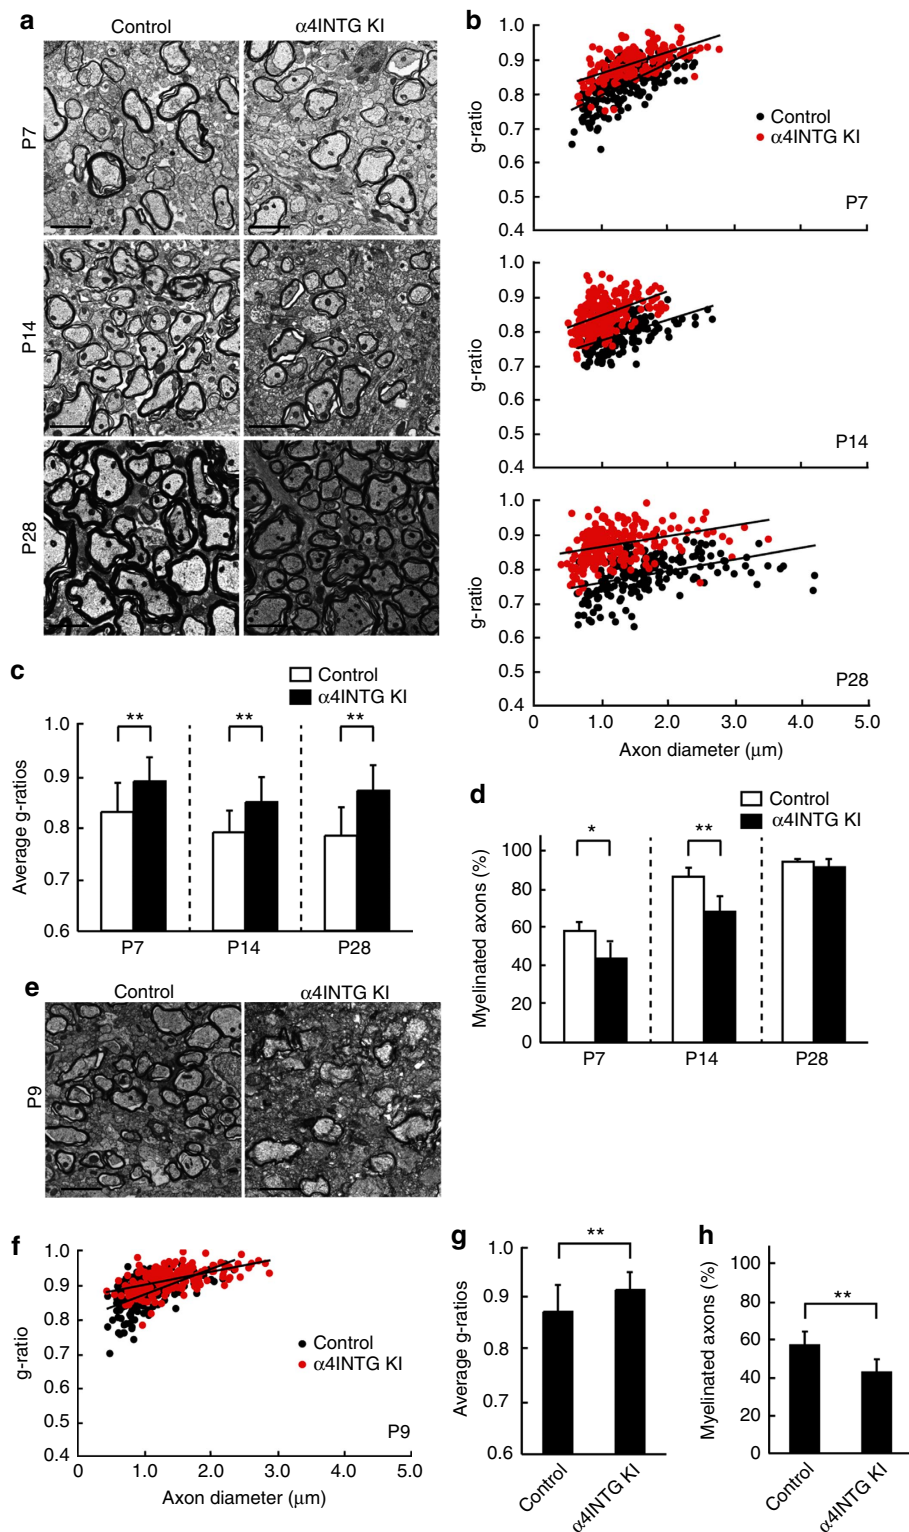 a
Control
α4INTG KI
P7
P14
P28
b
1.0
0.9
0.8
0.7
0.6
0.5
0.4
g-ratio
Control
α4INTG KI
P7
1.0
0.9
0.8
0.7
0.6
0.5
0.4
g-ratio
P14
1.0
0.9
0.8
0.7
0.6
0.5
0.4
g-ratio
P28
0 1.0 2.0 3.0 4.0 5.0
Axon diameter (μm)
c
Control
α4INTG KI
1.0
0.9
0.8
0.7
0.6
Average g-ratios
** ** **
P7 P14 P28
d
Control
α4INTG KI
100
80
60
40
20
0
Myelinated axons (%)
* **
P7 P14 P28
e
Control
α4INTG KI
P9
f
1.0
0.9
0.8
0.7
0.6
0.5
0.4
g-ratio
Control
α4INTG KI
P9
0 1.0 2.0 3.0 4.0 5.0
Axon diameter (μm)
g
1.0
0.9
0.8
0.7
0.6
Average g-ratios
**
Control
α4INTG KI
h
100
80
60
40
20
0
Myelinated axons (%)
**
Control
α4INTG KI